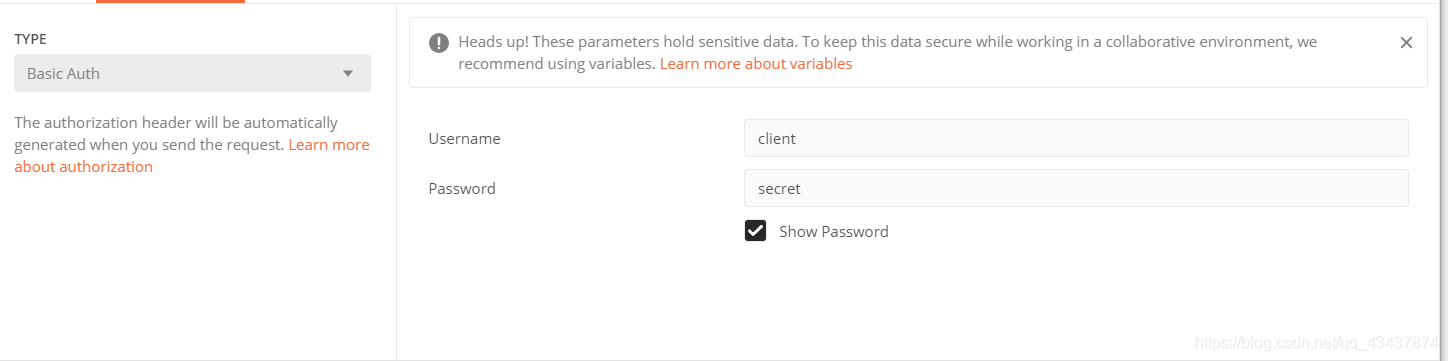 TYPE
Basic Auth
The authorization header will be automatically
generated when you send the request. Learn more
about authorization
Heads up! These parameters hold sensitive data. To keep this data secure while working in a collaborative environment, we
recommend using variables. Learn more about variables
Username
client
Password
secret
Show Password
https://blog.csdn.net/qq_43437874